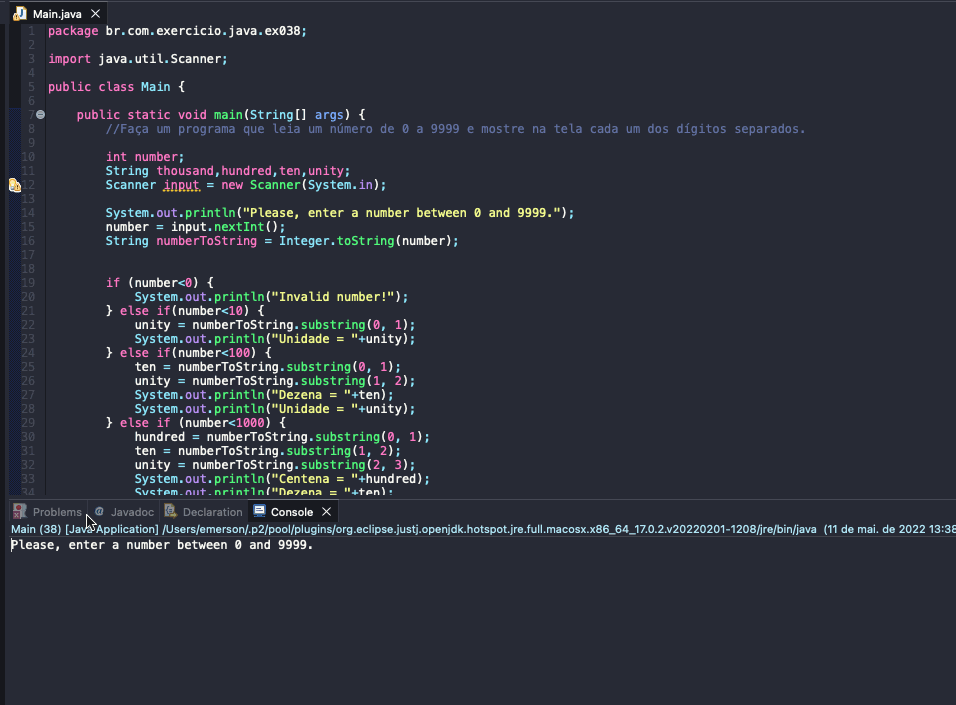 Main.java
1 package br.com.exercicio.java.ex038;
2
3 import java.util.Scanner;
4
5 public class Main {
6
7 public static void main(String[] args) {
8 //Faça um programa que leia um número de 0 a 9999 e mostre na tela cada um dos dígitos separados.
9
10 int number;
11 String thousand,hundred,ten,unity;
12 Scanner input = new Scanner(System.in);
13
14 System.out.println("Please, enter a number between 0 and 9999.");
15 number = input.nextInt();
16 String numberToString = Integer.toString(number);
17
18
19 if (number<0) {
20 System.out.println("Invalid number!");
21 } else if(number<10) {
22 unity = numberToString.substring(0, 1);
23 System.out.println("Unidade = "+unity);
24 } else if(number<100) {
25 ten = numberToString.substring(0, 1);
26 unity = numberToString.substring(1, 2);
27 System.out.println("Dezena = "+ten);
28 System.out.println("Unidade = "+unity);
29 } else if (number<1000) {
30 hundred = numberToString.substring(0, 1);
31 ten = numberToString.substring(1, 2);
32 unity = numberToString.substring(2, 3);
33 System.out.println("Centena = "+hundred);
34 System.out.println("Dezena = "+ten);
Problems @ Javadoc Declaration Console
Main (38) [Java Application] /Users/emerson/.p2/pool/plugins/org.eclipse.justj.openjdk.hotspot.jre.full.macosx.x86_64_17.0.2.v20220201-1208/jre/bin/java (11 de mai. de 2022 13:38
Please, enter a number between 0 and 9999.